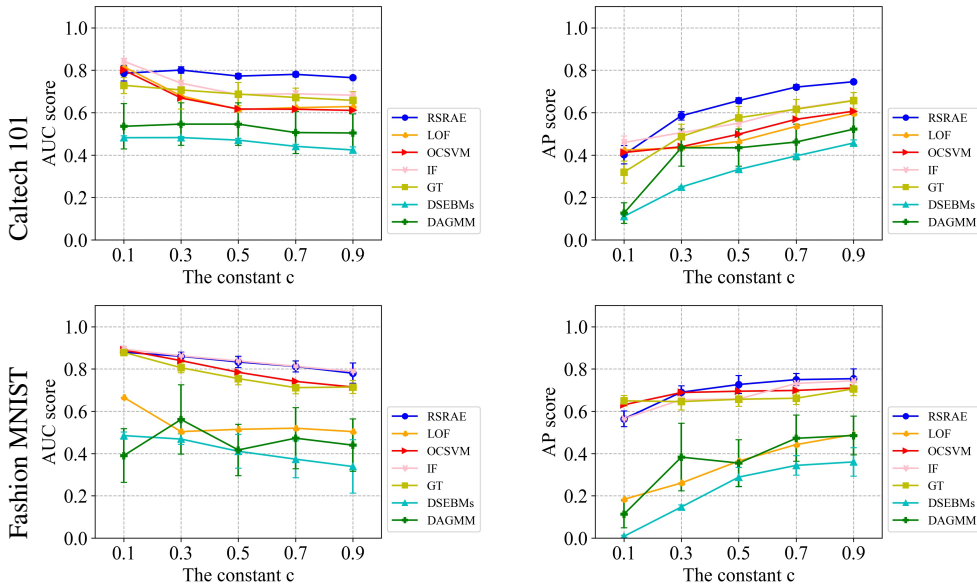 Caltech 101
AUC score
1.0
0.8
0.6
0.4
0.2
0.0
0.1 0.3 0.5 0.7 0.9
The constant c
RSRAE
LOF
OCSVM
IF
GT
DSEBMs
DAGMM
AP score
1.0
0.8
0.6
0.4
0.2
0.0
0.1 0.3 0.5 0.7 0.9
The constant c
RSRAE
LOF
OCSVM
IF
GT
DSEBMs
DAGMM
Fashion MNIST
AUC score
1.0
0.8
0.6
0.4
0.2
0.0
0.1 0.3 0.5 0.7 0.9
The constant c
RSRAE
LOF
OCSVM
IF
GT
DSEBMs
DAGMM
AP score
1.0
0.8
0.6
0.4
0.2
0.0
0.1 0.3 0.5 0.7 0.9
The constant c
RSRAE
LOF
OCSVM
IF
GT
DSEBMs
DAGMM